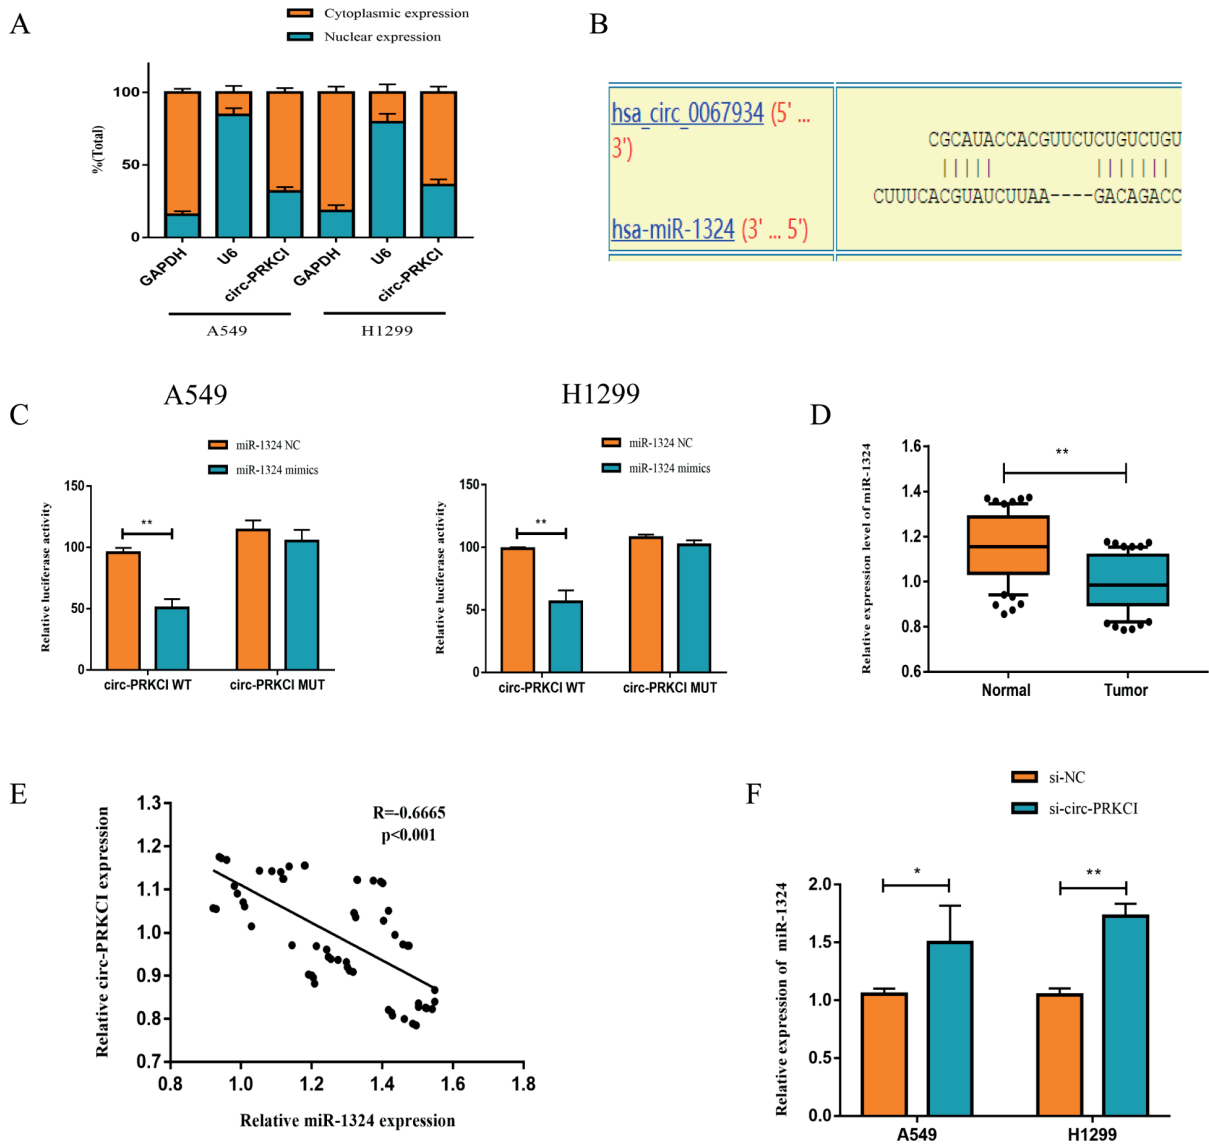 A
Cytoplasmic expression
Nuclear expression
%(Total)
100
50
0
GAPDH
U6
circ-PRKCI
GAPDH
U6
circ-PRKCI
A549
H1299
B
hsa_circ_0067934 (5' ...
3')
hsa-miR-1324 (3' ... 5')
CGCAUACCACGUUCUCUGUCUGU
CUUUCACGUAUCUUAA----GACAGACC
C
A549
miR-1324 NC
miR-1324 mimics
Relative luciferase activity
150
100
50
0
**
circ-PRKCI WT
circ-PRKCI MUT
H1299
miR-1324 NC
miR-1324 mimics
Relative luciferase activity
150
100
50
0
**
circ-PRKCI WT
circ-PRKCI MUT
D
Relative expression level of miR-1324
1.6
1.4
1.2
1.0
0.8
0.6
**
Normal
Tumor
E
Relative circ-PRKCI expression
1.3
1.2
1.1
1.0
0.9
0.8
0.7
R=-0.6665
p<0.001
0.8
1.0
1.2
1.4
1.6
1.8
Relative miR-1324 expression
F
si-NC
si-circ-PRKCI
Relative expression of miR-1324
2.0
1.5
1.0
0.5
0.0
*
**
A549
H1299